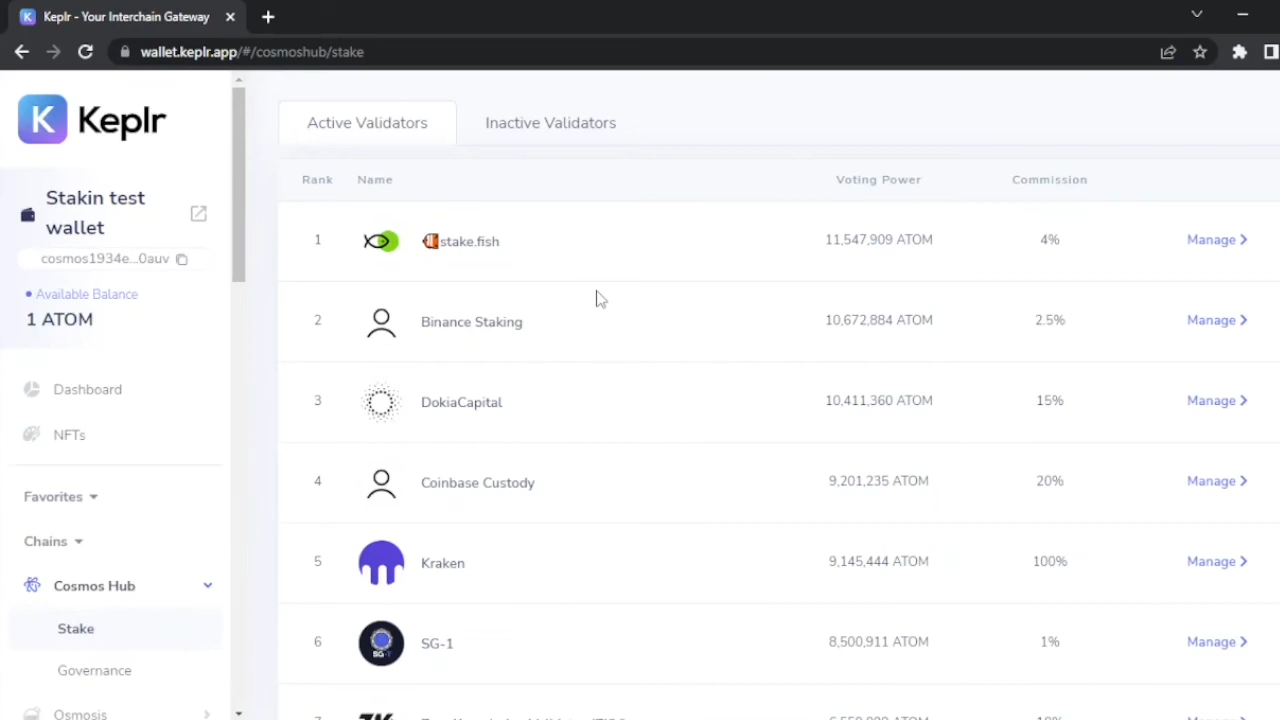 Keplr - Your Interchain Gateway
wallet.keplr.app/#/cosmoshub/stake
K Keplr
Stakin test
wallet
cosmos1934e...0auv
Available Balance
1 ATOM
Dashboard
NFTs
Favorites
Chains
Cosmos Hub
Stake
Governance
Osmosis
Active Validators
Inactive Validators
Rank Name Voting Power Commission
1 stake.fish 11,547,909 ATOM 4% Manage
2 Binance Staking 10,672,884 ATOM 2.5% Manage
3 DokiaCapital 10,411,360 ATOM 15% Manage
4 Coinbase Custody 9,201,235 ATOM 20% Manage
5 Kraken 9,145,444 ATOM 100% Manage
6 SG-1 SG-1 8,500,911 ATOM 1% Manage
7